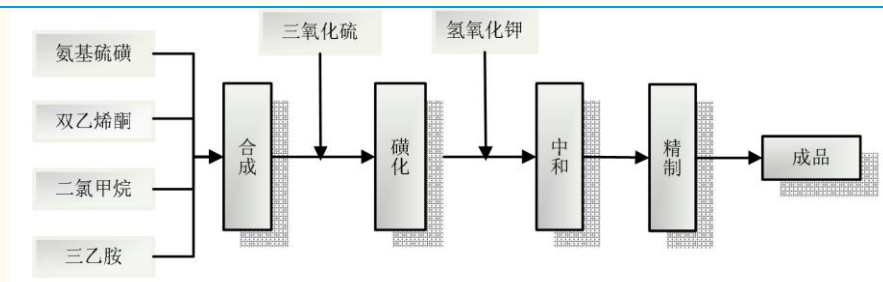 三氧化硫
氢氧化钾
氨基硫磺
双乙烯酮
二氯甲烷
三乙胺
合成
磺化
中和
精制
成品